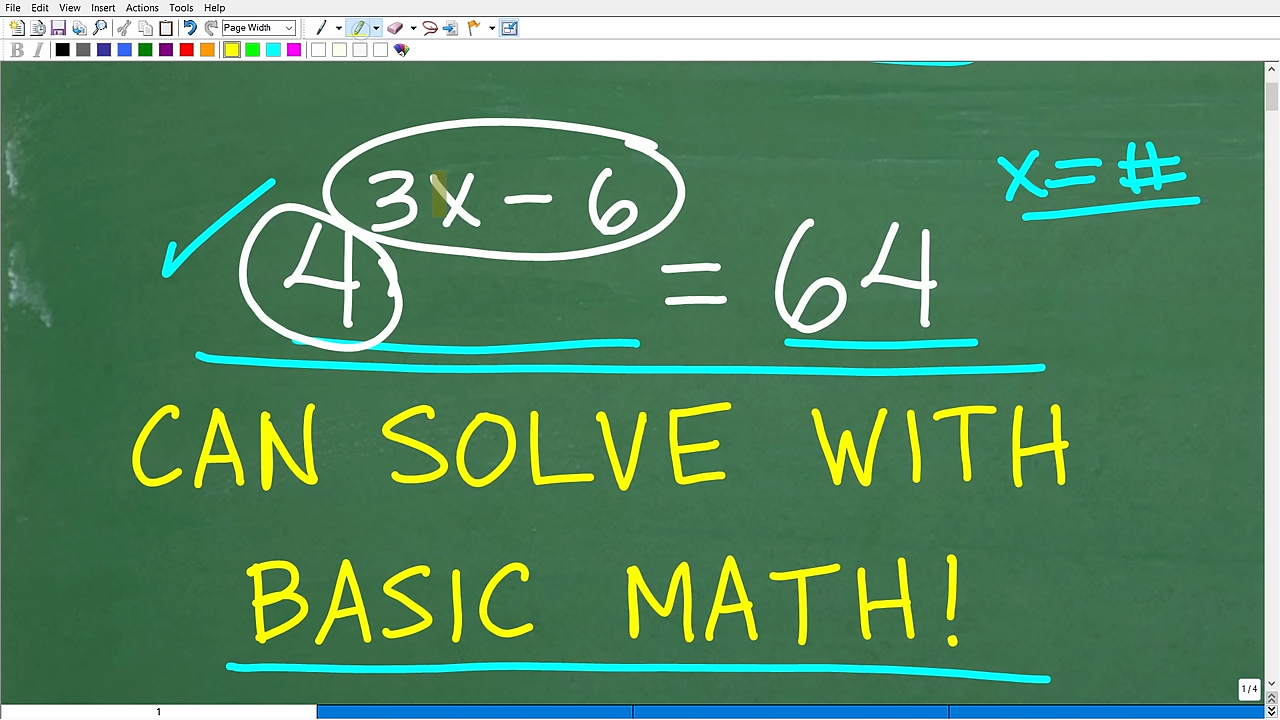 File Edit View Insert Actions Tools Help
Page Width
B I
x = #
4^{3x - 6} = 64
CAN SOLVE WITH
BASIC MATH!
1/4
1